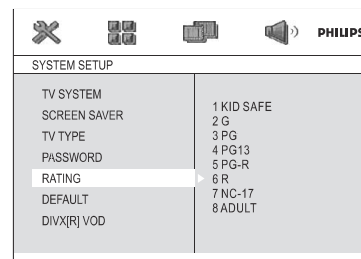 PHILIPS
SYSTEM SETUP
TV SYSTEM
SCREEN SAVER
TV TYPE
PASSWORD
RATING
DEFAULT
DIVX[R] VOD
1 KID SAFE
2 G
3 PG
4 PG13
5 PG-R
6 R
7 NC-17
8 ADULT